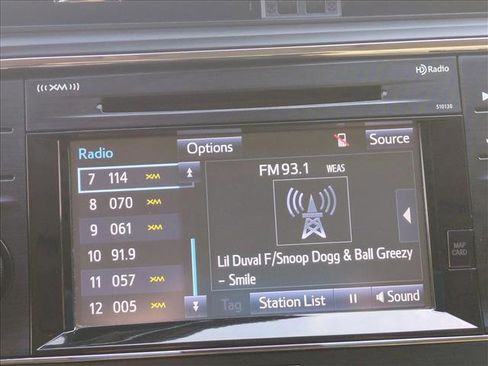 (((XM)))
HD Radio
510130
Radio
Options
Source
7 114 XM
8 070 XM
9 061 XM
10 91.9
11 057 XM
12 005 XM
FM 93.1 WEAS
Lil Duval F/Snoop Dogg & Ball Greezy
– Smile
Tag
Station List
Sound
MAP
CARD